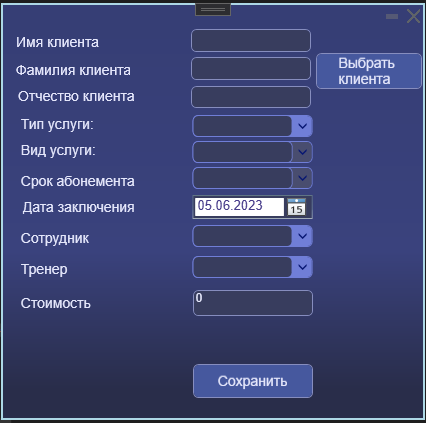 Имя клиента
Фамилия клиента
Выбрать
клиента
Отчество клиента
Тип услуги:
Вид услуги:
Срок абонемента
Дата заключения 05.06.2023 15
Сотрудник
Тренер
Стоимость 0
Сохранить